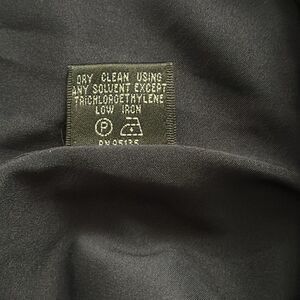 DRY CLEAN USING
ANY SOLVENT EXCEPT
TRICHLOROETHYLENE
LOW IRON
P
RN 95135